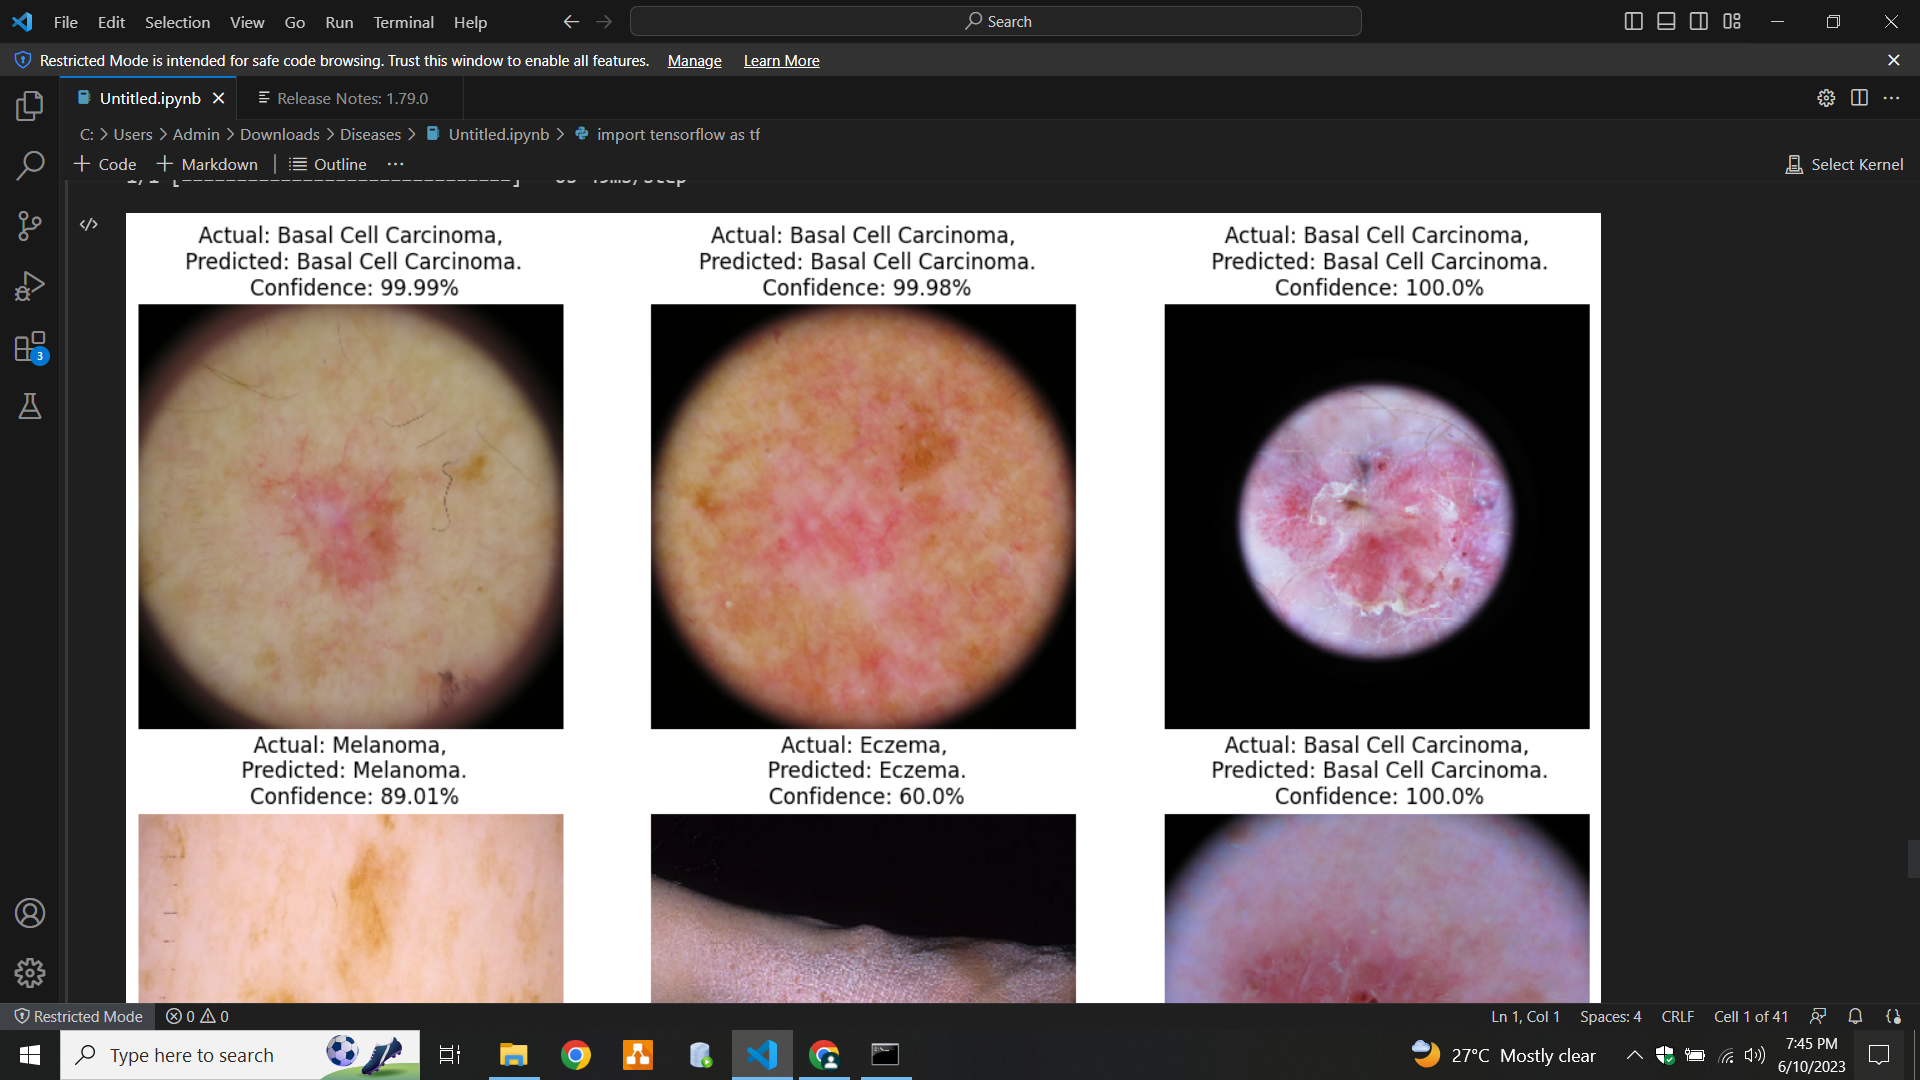 File Edit Selection View Go Run Terminal Help
Search
Restricted Mode is intended for safe code browsing. Trust this window to enable all features. Manage Learn More
Untitled.ipynb Release Notes: 1.79.0
C: > Users > Admin > Downloads > Diseases > Untitled.ipynb > import tensorflow as tf
+ Code + Markdown | Outline ...
Select Kernel
3
Actual: Basal Cell Carcinoma,
Predicted: Basal Cell Carcinoma.
Confidence: 99.99%
Actual: Basal Cell Carcinoma,
Predicted: Basal Cell Carcinoma.
Confidence: 99.98%
Actual: Basal Cell Carcinoma,
Predicted: Basal Cell Carcinoma.
Confidence: 100.0%
Actual: Melanoma,
Predicted: Melanoma.
Confidence: 89.01%
Actual: Eczema,
Predicted: Eczema.
Confidence: 60.0%
Actual: Basal Cell Carcinoma,
Predicted: Basal Cell Carcinoma.
Confidence: 100.0%
Restricted Mode 0 0
Ln 1, Col 1 Spaces: 4 CRLF Cell 1 of 41
Type here to search
27°C Mostly clear
7:45 PM
6/10/2023